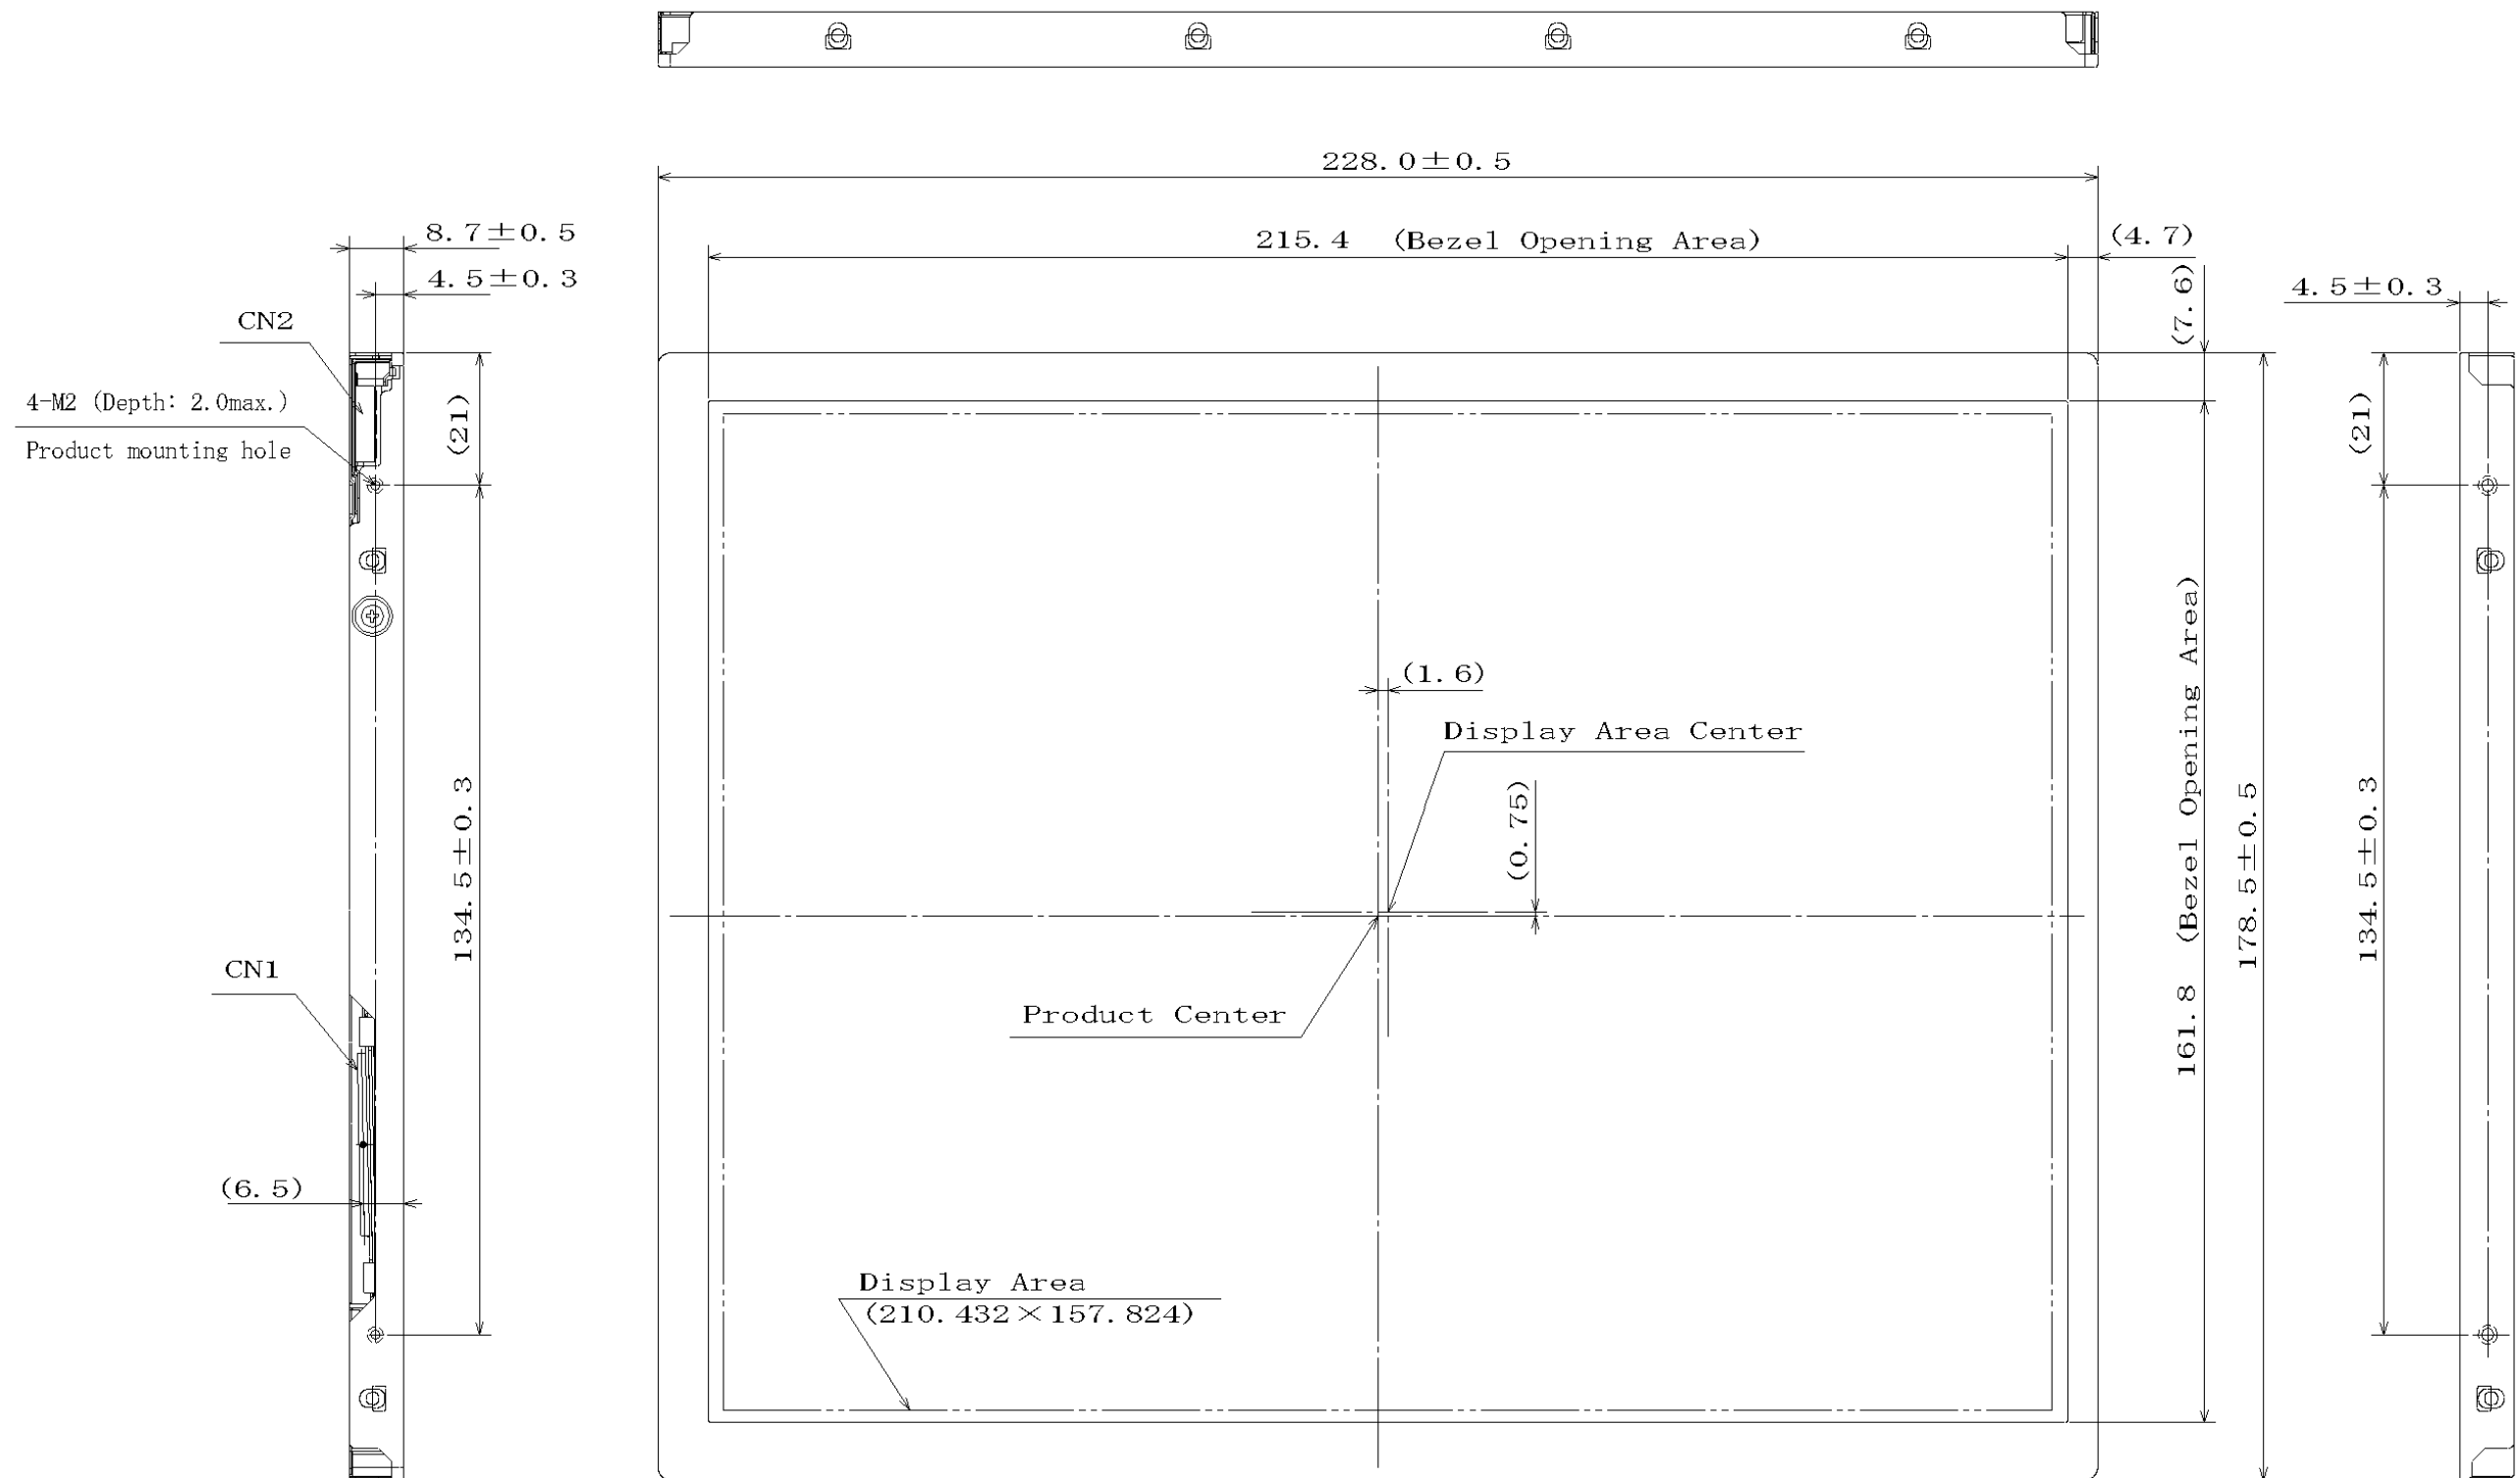 228.0±0.5
8.7±0.5
215.4 (Bezel Opening Area)
(4.7)
4.5±0.3
(7.6)
4.5±0.3
CN2
4-M2 (Depth: 2.0max.)
Product mounting hole
(21)
(21)
(1.6)
Display Area Center
(0.75)
161.8 (Bezel Opening Area)
178.5±0.5
134.5±0.3
134.5±0.3
CN1
Product Center
(6.5)
Display Area
(210.432×157.824)